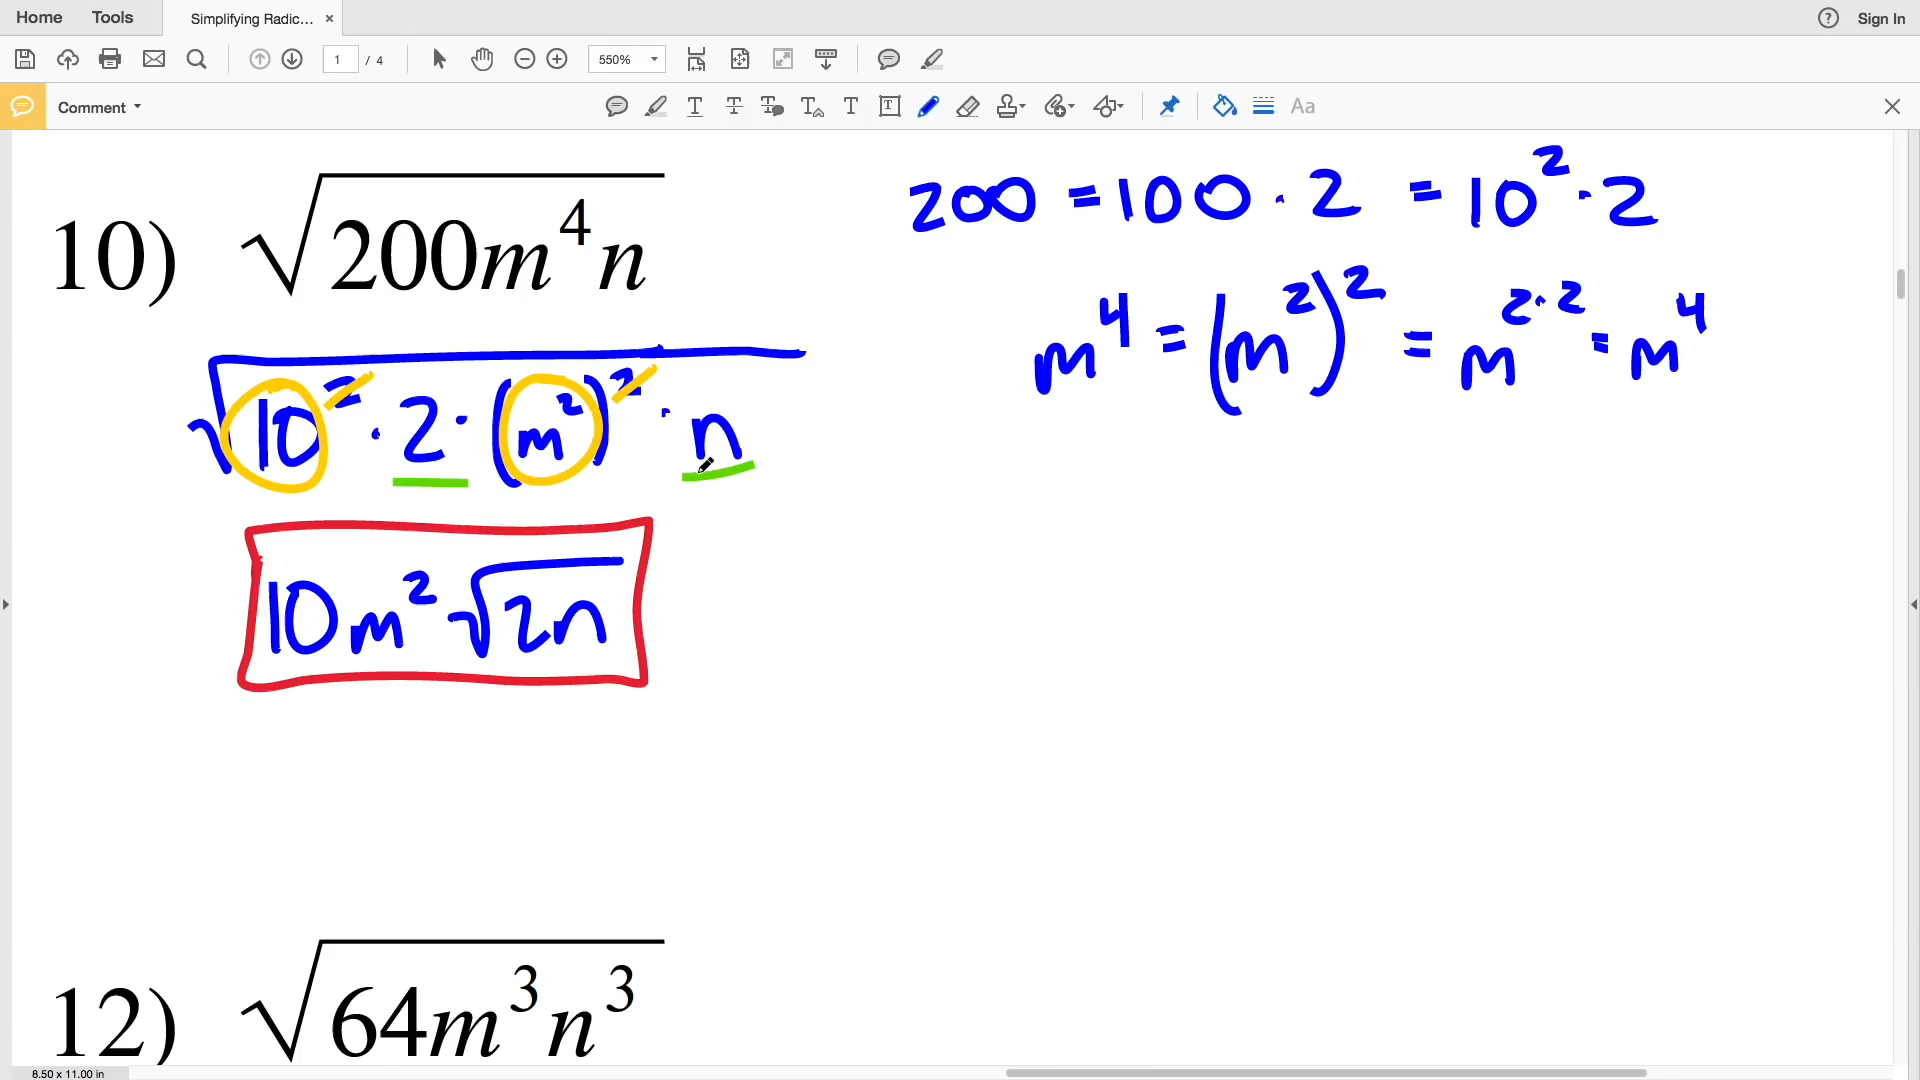 Home Tools Simplifying Radic... × ? Sign In
1 / 4 550%
Comment Aa
10) √200m⁴n
200 = 100 · 2 = 10² · 2
m⁴ = (m²)² = m²·² = m⁴
√10² · 2 · (m²)² · n
10m²√2n
12) √64m³n³
8.50 x 11.00 in